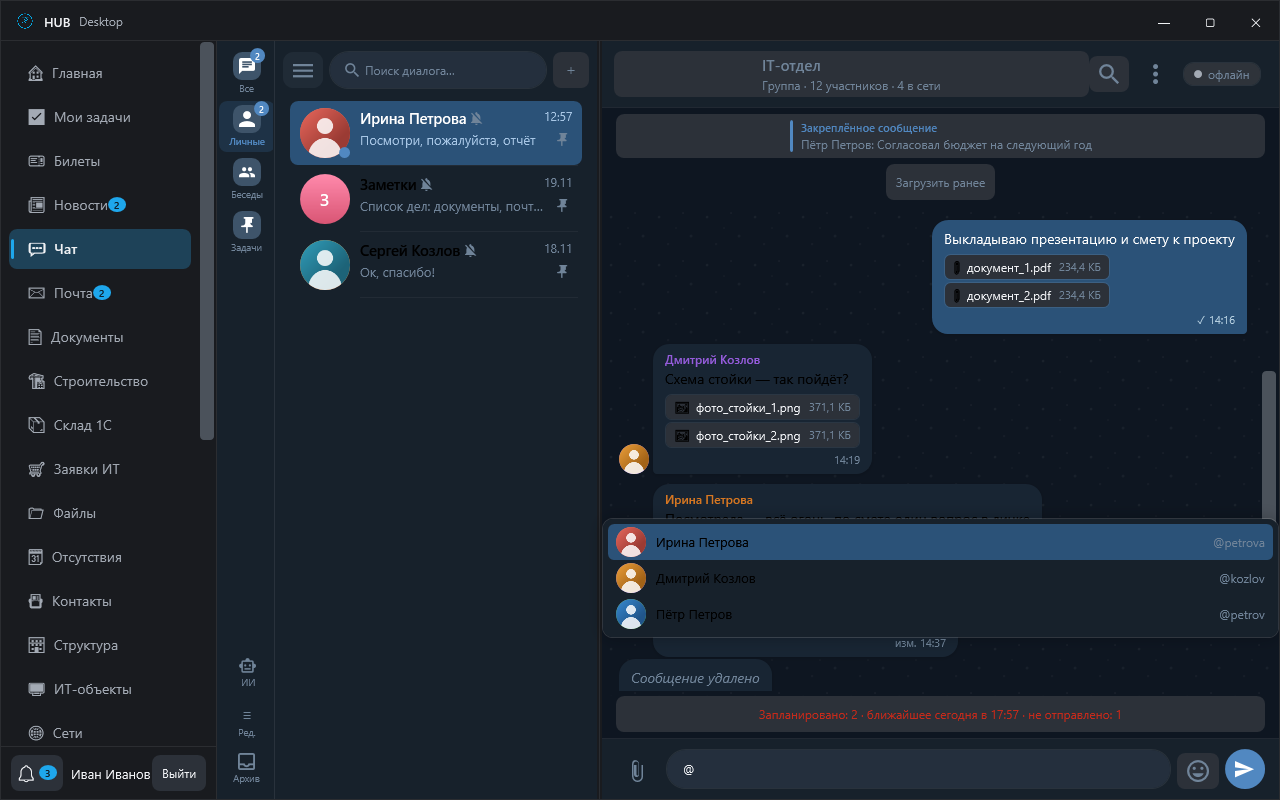 HUB Desktop
Главная
Мои задачи
Билеты
Новости 2
Чат
Почта 2
Документы
Строительство
Склад 1С
Заявки ИТ
Файлы
31 Отсутствия
Контакты
Структура
ИТ-объекты
Сети
3 Иван Иванов Выйти
2
Все
2
Личные
Беседы
Задачи
ИИ
Ред.
Архив
Поиск диалога... +
Ирина Петрова 12:57
Посмотри, пожалуйста, отчёт
З
Заметки 19.11
Список дел: документы, почт...
Сергей Козлов 18.11
Ок, спасибо!
IT-отдел
Группа · 12 участников · 4 в сети
офлайн
Закреплённое сообщение
Пётр Петров: Согласовал бюджет на следующий год
Загрузить ранее
Выкладываю презентацию и смету к проекту
документ_1.pdf 234,4 КБ
документ_2.pdf 234,4 КБ
✓ 14:16
Дмитрий Козлов
Схема стойки — так пойдёт?
фото_стойки_1.png 371,1 КБ
фото_стойки_2.png 371,1 КБ
14:19
Ирина Петрова
Ирина Петрова @petrova
Дмитрий Козлов @kozlov
Пётр Петров @petrov
изм. 14:37
Сообщение удалено
Запланировано: 2 · ближайшее сегодня в 17:57 · не отправлено: 1
@